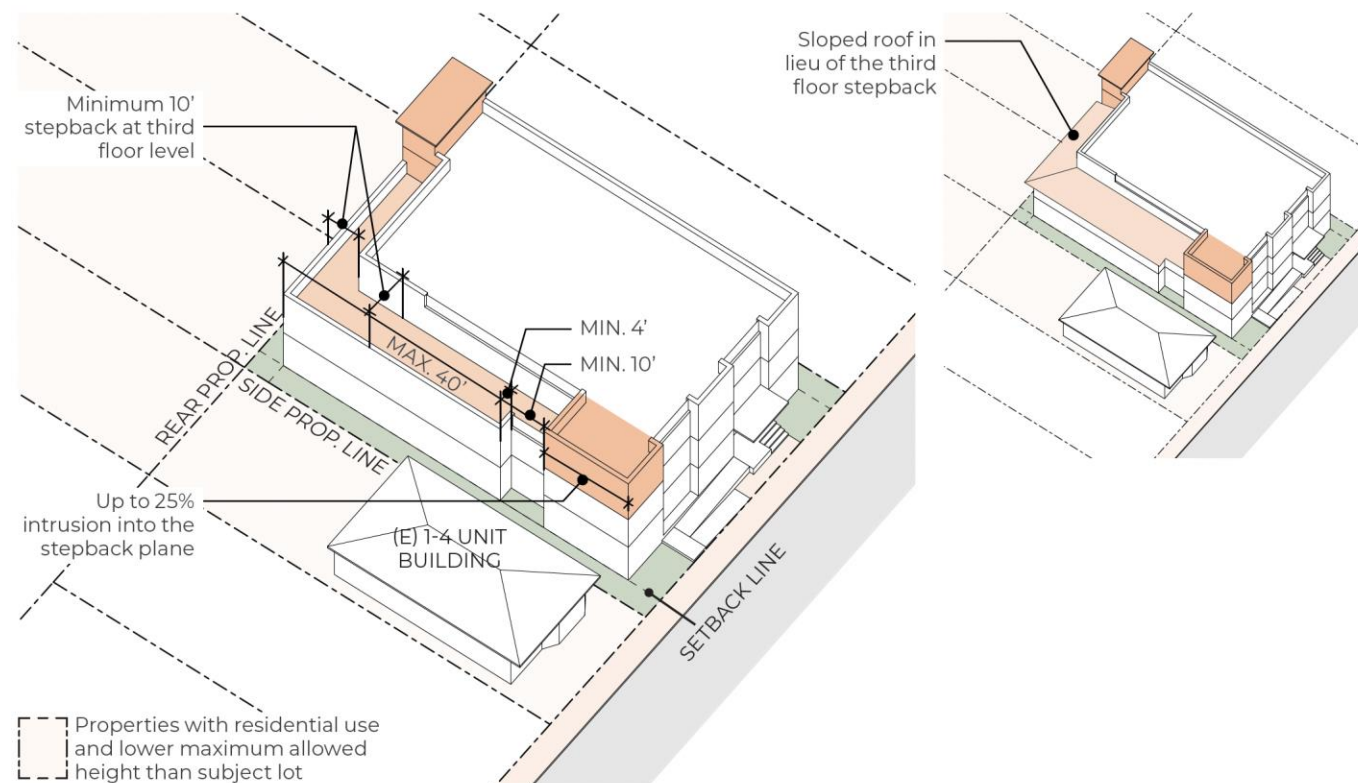 Minimum 10’
stepback at third
floor level
Sloped roof in
lieu of the third
floor stepback
MIN. 4’
MIN. 10’
MAX. 40’
REAR PROP. LINE
SIDE PROP. LINE
Up to 25%
intrusion into the
stepback plane
(E) 1-4 UNIT
BUILDING
SETBACK LINE
Properties with residential use
and lower maximum allowed
height than subject lot